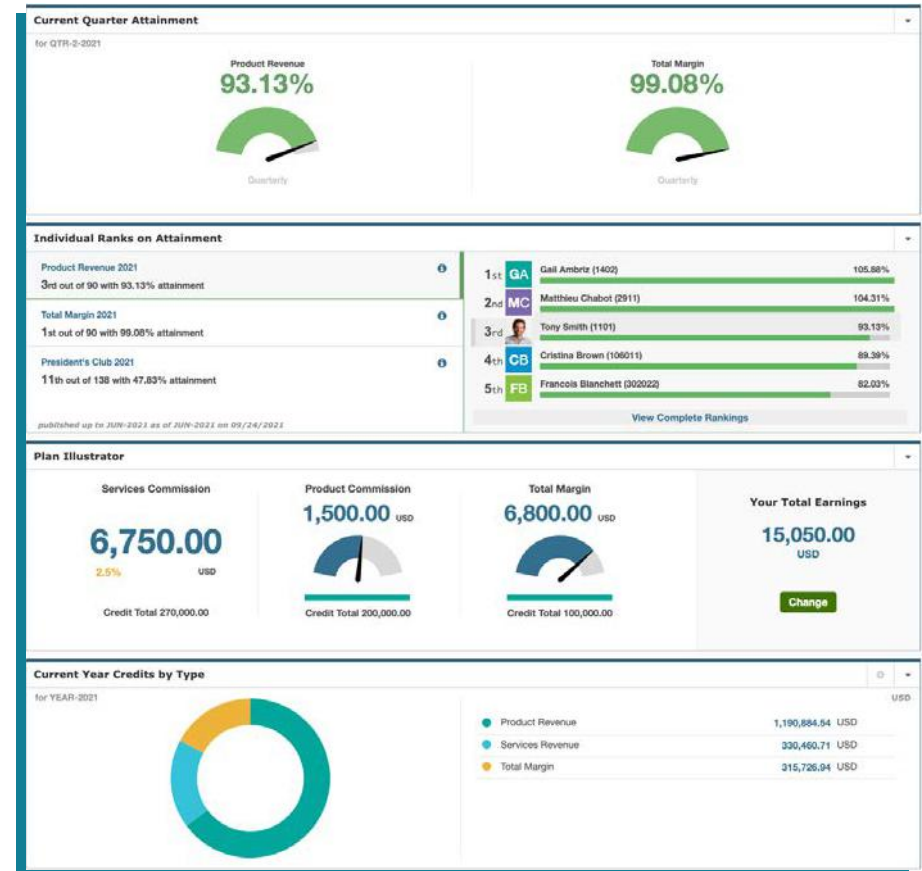 Current Quarter Attainment
for QTR-2-2021
Product Revenue
93.13%
Quarterly
Total Margin
99.08%
Quarterly
Individual Ranks on Attainment
Product Revenue 2021
3rd out of 90 with 93.13% attainment
Total Margin 2021
1st out of 90 with 99.08% attainment
President's Club 2021
11th out of 138 with 47.83% attainment
published up to JUN-2021 as of JUN-2021 on 09/24/2021
1st GA Gail Ambriz (1402) 105.88%
2nd MC Matthieu Chabot (2911) 104.31%
3rd Tony Smith (1101) 93.13%
4th CB Cristina Brown (106011) 89.39%
5th FB Francois Blanchett (302022) 82.03%
View Complete Rankings
Plan Illustrator
Services Commission
6,750.00
2.5% USD
Credit Total 270,000.00
Product Commission
1,500.00 USD
Credit Total 200,000.00
Total Margin
6,800.00 USD
Credit Total 100,000.00
Your Total Earnings
15,050.00
USD
Change
Current Year Credits by Type
for YEAR-2021
USD
Product Revenue 1,190,884.54 USD
Services Revenue 330,460.71 USD
Total Margin 315,726.94 USD